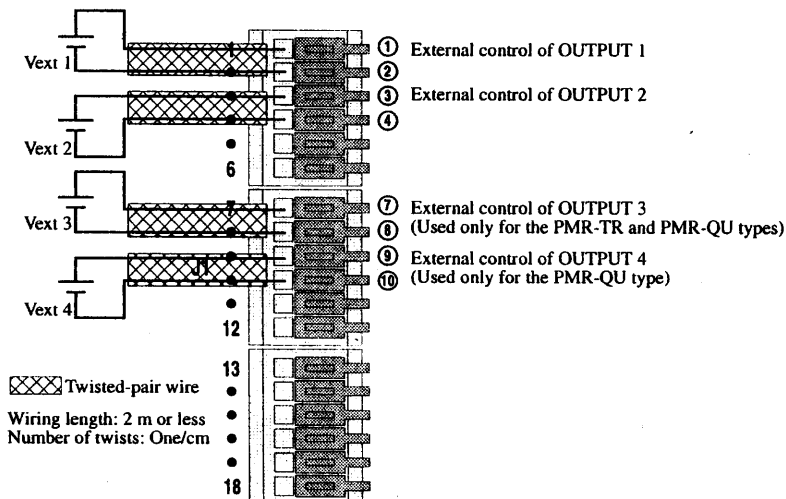 ① External control of OUTPUT 1
Vext 1
②
③ External control of OUTPUT 2
④
Vext 2
6
7
⑦ External control of OUTPUT 3
Vext 3
⑧ (Used only for the PMR-TR and PMR-QU types)
⑨ External control of OUTPUT 4
J1
⑩ (Used only for the PMR-QU type)
Vext 4
12
13
Twisted-pair wire
Wiring length: 2 m or less
Number of twists: One/cm
18